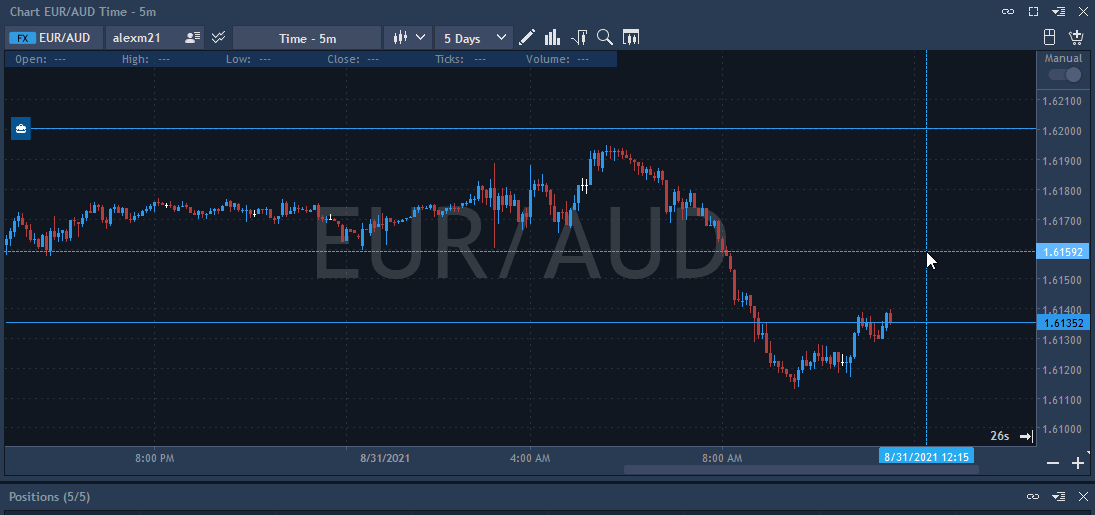 Chart EUR/AUD Time - 5m
FX EUR/AUD alexm21 Time - 5m 5 Days
Open: --- High: --- Low: --- Close: --- Ticks: --- Volume: ---
Manual
1.62100
1.62000
1.61900
1.61800
1.61700
EUR/AUD
1.61592
1.61500
1.61400
1.61352
1.61300
1.61200
1.61100
1.61000
26s
8:00 PM 8/31/2021 4:00 AM 8:00 AM 8/31/2021 12:15
Positions (5/5)